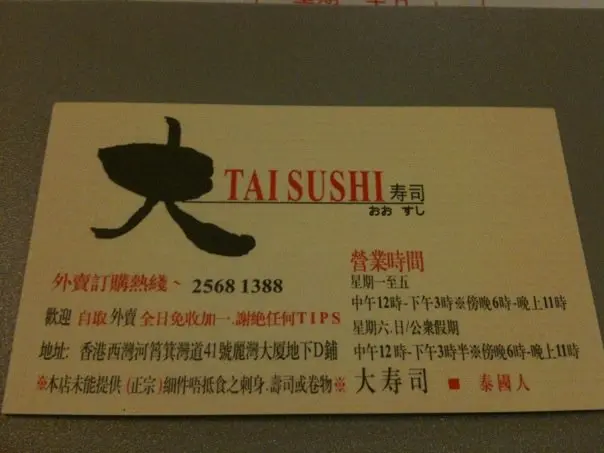 大 TAI SUSHI 寿司
おお すし
外賣訂購熱綫、 2568 1388
歡迎 自取 外賣 全日免收加一.謝絶任何TIPS
地址: 香港西灣河筲箕灣道41號麗灣大厦地下D鋪
※本店未能提供 (正宗)細件唔抵食之刺身.壽司或卷物※
營業時間
星期一至五
中午12時-下午3時※傍晚6時-晚上11時
星期六.日/公衆假期
中午12時-下午3時半※傍晚6時-晚上11時
大寿司 ■ 泰國人